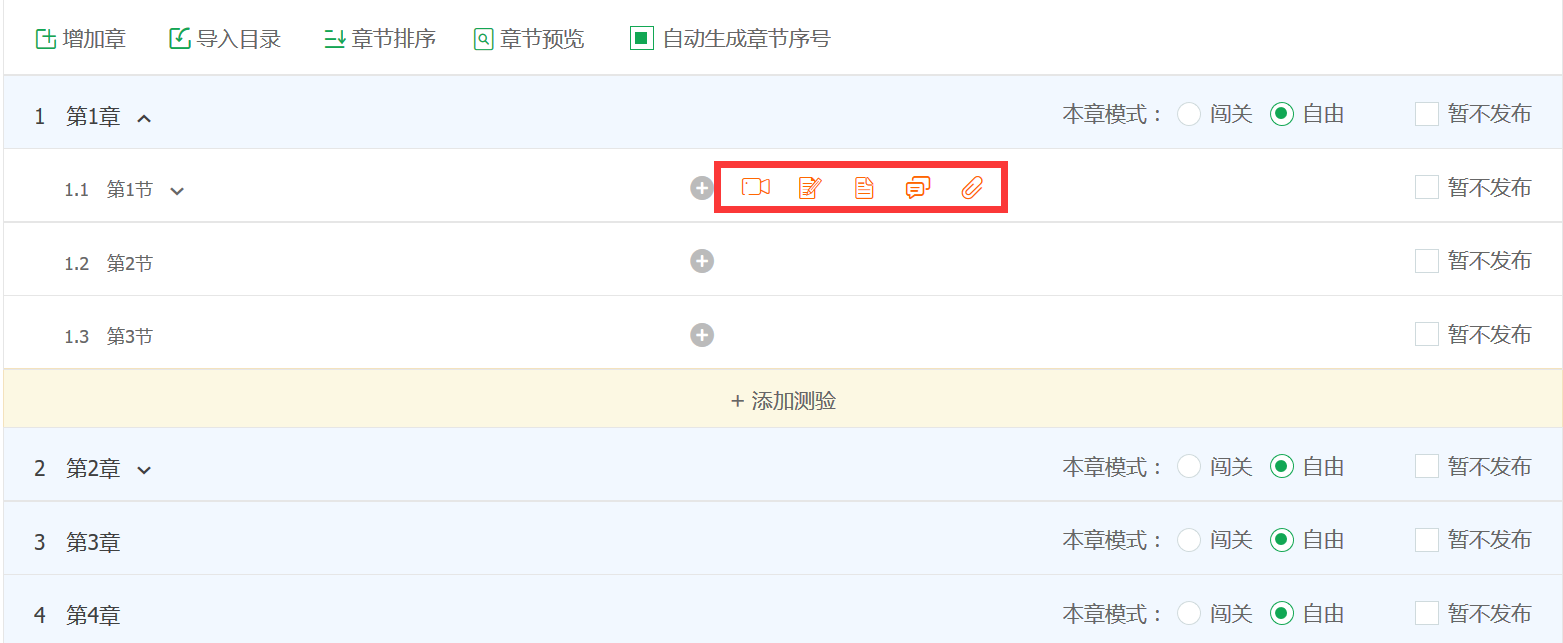 增加章 导入目录 章节排序 章节预览 自动生成章节序号
1 第1章 本章模式： 闯关 自由 暂不发布
1.1 第1节 暂不发布
1.2 第2节 暂不发布
1.3 第3节 暂不发布
+ 添加测验
2 第2章 本章模式： 闯关 自由 暂不发布
3 第3章 本章模式： 闯关 自由 暂不发布
4 第4章 本章模式： 闯关 自由 暂不发布